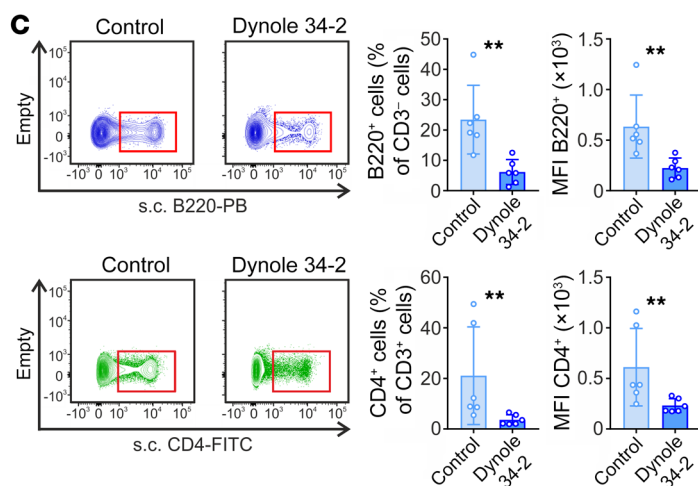 C
Control
Dynole 34-2
Empty
10⁵
10⁴
10³
0
-10³
0
10³
10⁴
10⁵
0
10³
10⁴
10⁵
s.c. B220-PB
B220⁺ cells (%
of CD3⁻ cells)
50
40
30
20
10
0
**
Control
Dynole
34-2
MFI B220⁺ (×10³)
1.5
1.0
0.5
0
**
Control
Dynole
34-2
Control
Dynole 34-2
Empty
10⁵
10⁴
10³
0
-10³
-10³
0
10³
10⁴
10⁵
-10³
0
10³
10⁴
10⁵
s.c. CD4-FITC
CD4⁺ cells (%
of CD3⁺ cells)
60
40
20
0
**
Control
Dynole
34-2
MFI CD4⁺ (×10³)
1.5
1.0
0.5
0
**
Control
Dynole
34-2